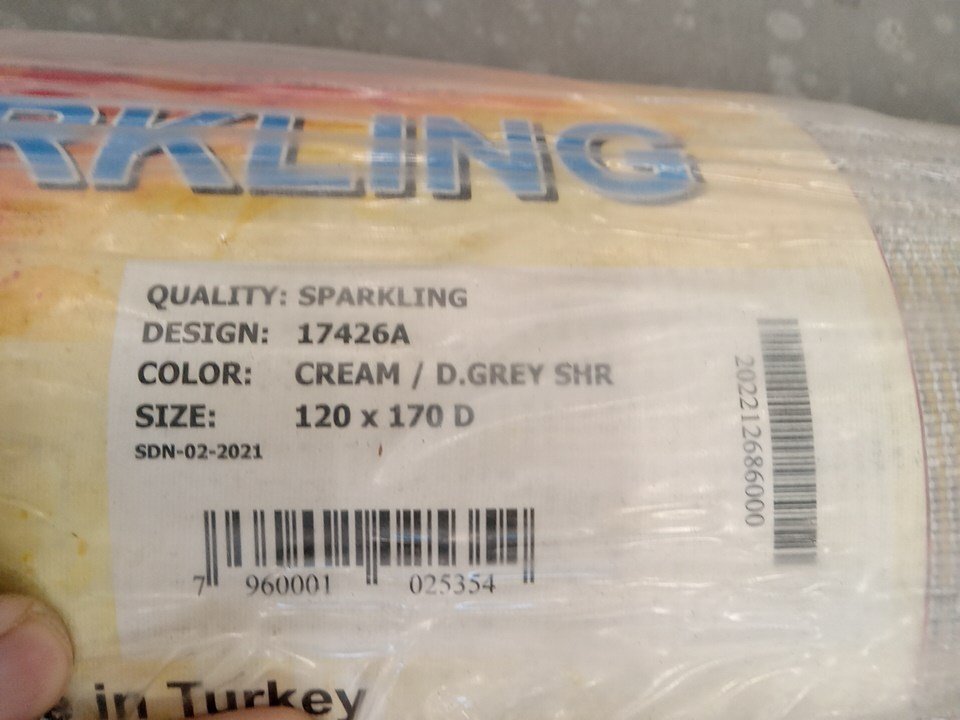 RKLING
QUALITY: SPARKLING
DESIGN: 17426A
COLOR: CREAM / D.GREY SHR
SIZE: 120 x 170 D
SDN-02-2021
7 960001 025354
202212686000
in Turkey